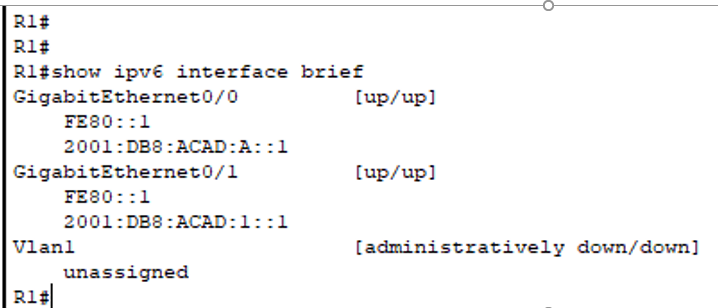 R1#
R1#
R1#show ipv6 interface brief
GigabitEthernet0/0 [up/up]
FE80::1
2001:DB8:ACAD:A::1
GigabitEthernet0/1 [up/up]
FE80::1
2001:DB8:ACAD:1::1
Vlan1 [administratively down/down]
unassigned
R1#